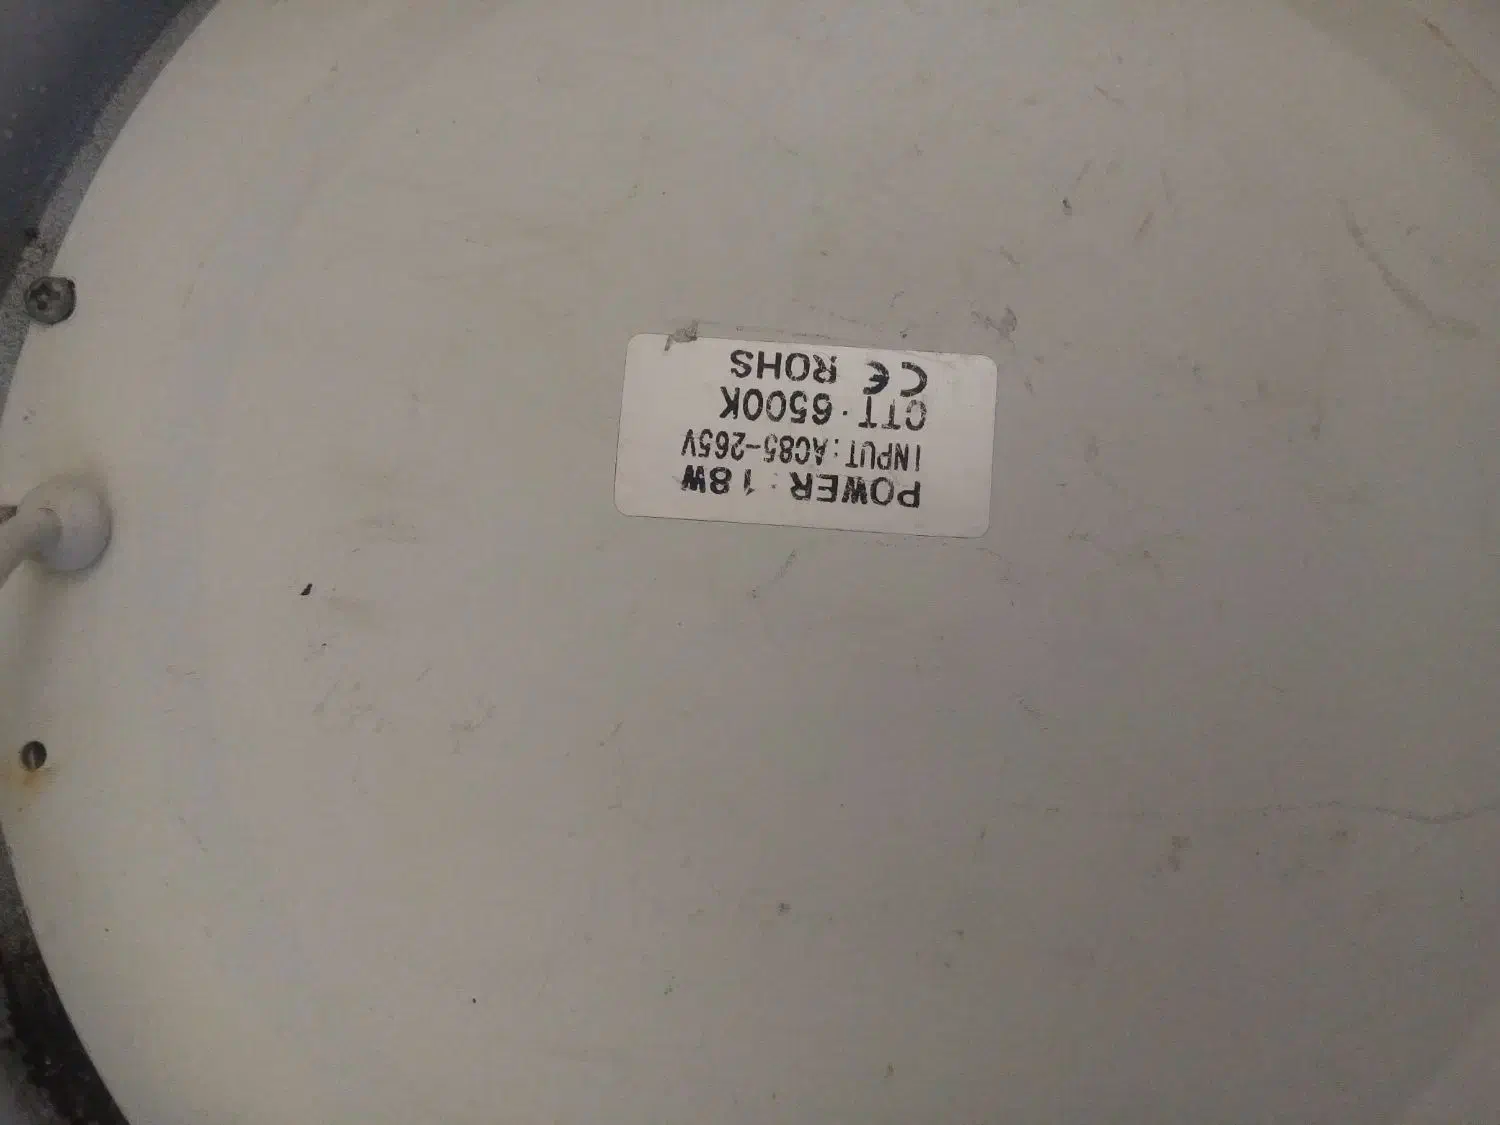 POWER: 18W
INPUT:AC85-265V
CTT:6500K
CE ROHS